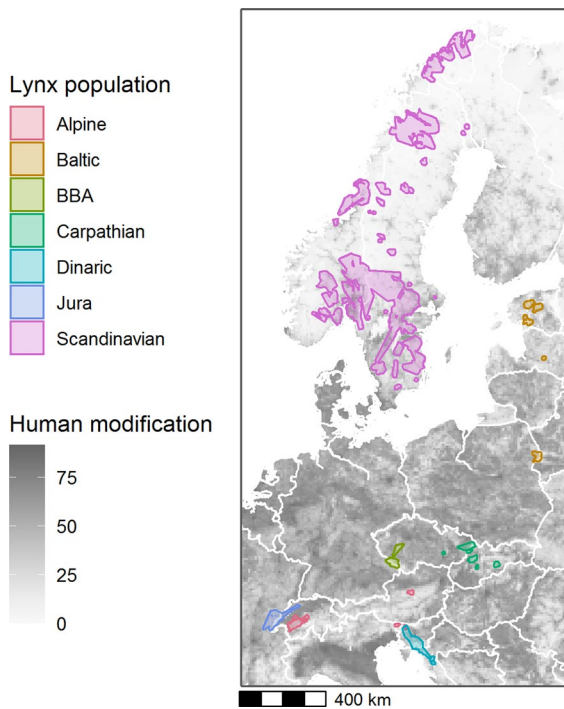 Lynx population
Alpine
Baltic
BBA
Carpathian
Dinaric
Jura
Scandinavian
Human modification
75
50
25
0
400 km